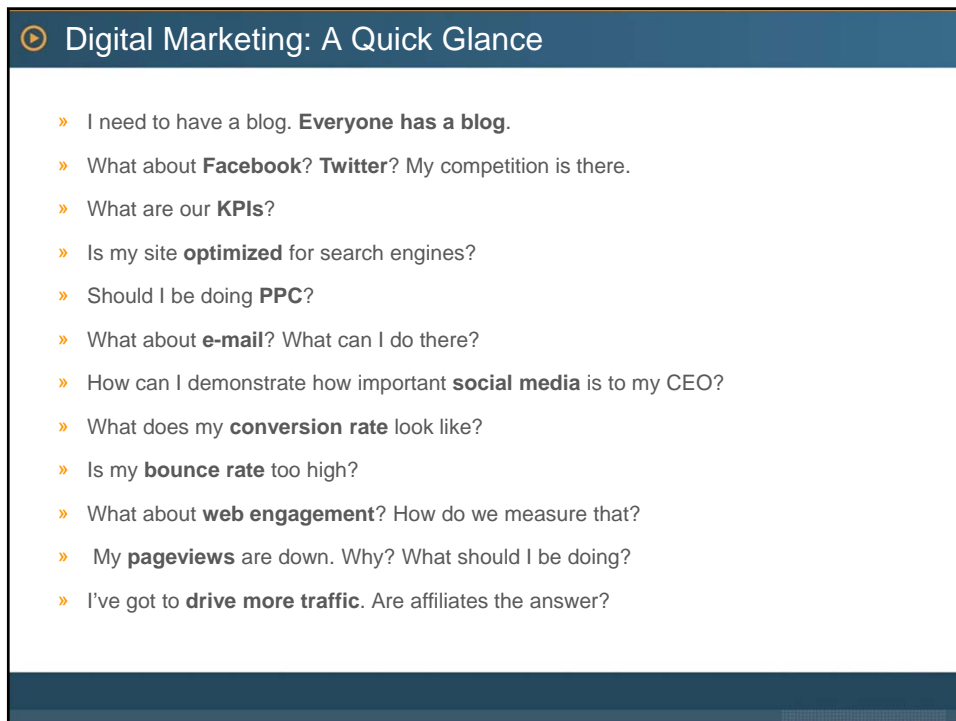 Digital Marketing: A Quick Glance
» I need to have a blog. Everyone has a blog.
» What about Facebook? Twitter? My competition is there.
» What are our KPIs?
» Is my site optimized for search engines?
» Should I be doing PPC?
» What about e-mail? What can I do there?
» How can I demonstrate how important social media is to my CEO?
» What does my conversion rate look like?
» Is my bounce rate too high?
» What about web engagement? How do we measure that?
» My pageviews are down. Why? What should I be doing?
» I’ve got to drive more traffic. Are affiliates the answer?